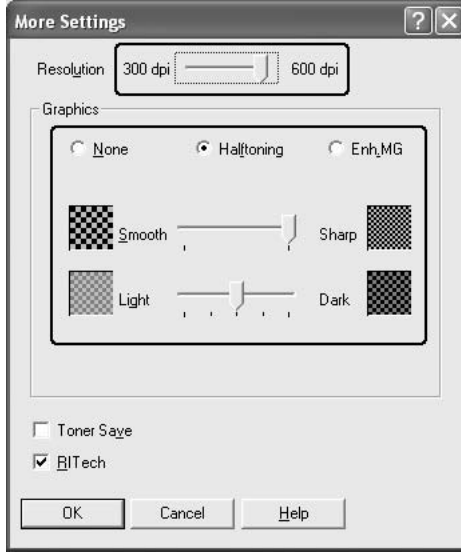 More Settings
Resolution 300 dpi 600 dpi
Graphics
None Halftoning Enh.MG
Smooth Sharp
Light Dark
Toner Save
RITech
OK Cancel Help